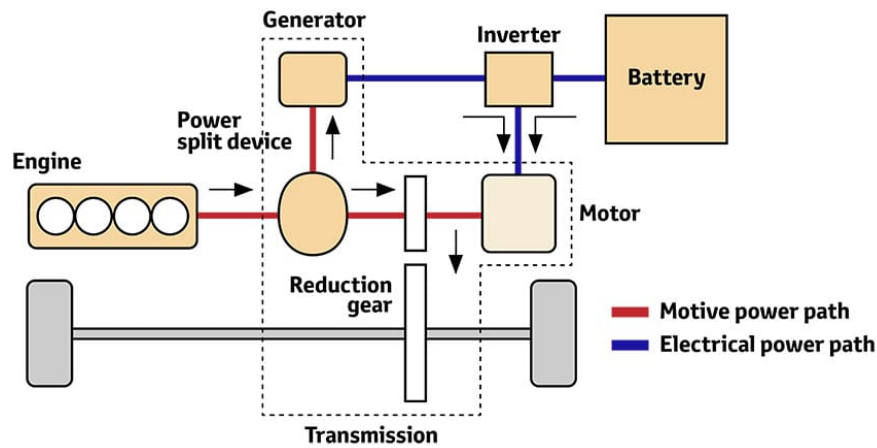 Generator
Inverter
Battery
Power
split device
Engine
Motor
Reduction
gear
Motive power path
Electrical power path
Transmission